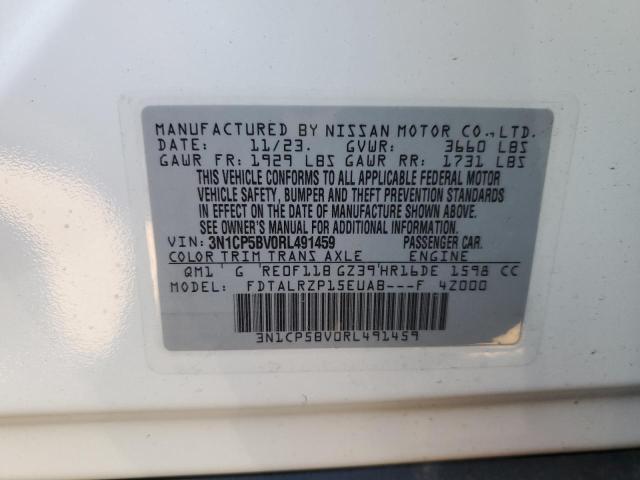 MANUFACTURED BY NISSAN MOTOR CO.,LTD.
DATE: 11/23. GVWR: 3660 LBS
GAWR FR: 1929 LBS GAWR RR: 1731 LBS
THIS VEHICLE CONFORMS TO ALL APPLICABLE FEDERAL MOTOR
VEHICLE SAFETY, BUMPER AND THEFT PREVENTION STANDARDS
IN EFFECT ON THE DATE OF MANUFACTURE SHOWN ABOVE.
SEE OWNER'S MANUAL FOR ADDITIONAL INFORMATION.
VIN: 3N1CP5BV0RL491459 PASSENGER CAR.
COLOR TRIM TRANS AXLE ENGINE
QM1 G RE0F11B GZ39 HR16DE 1598 CC
MODEL: FDTALRZP15EUAB---F 4Z000
3N1CP5BV0RL491459